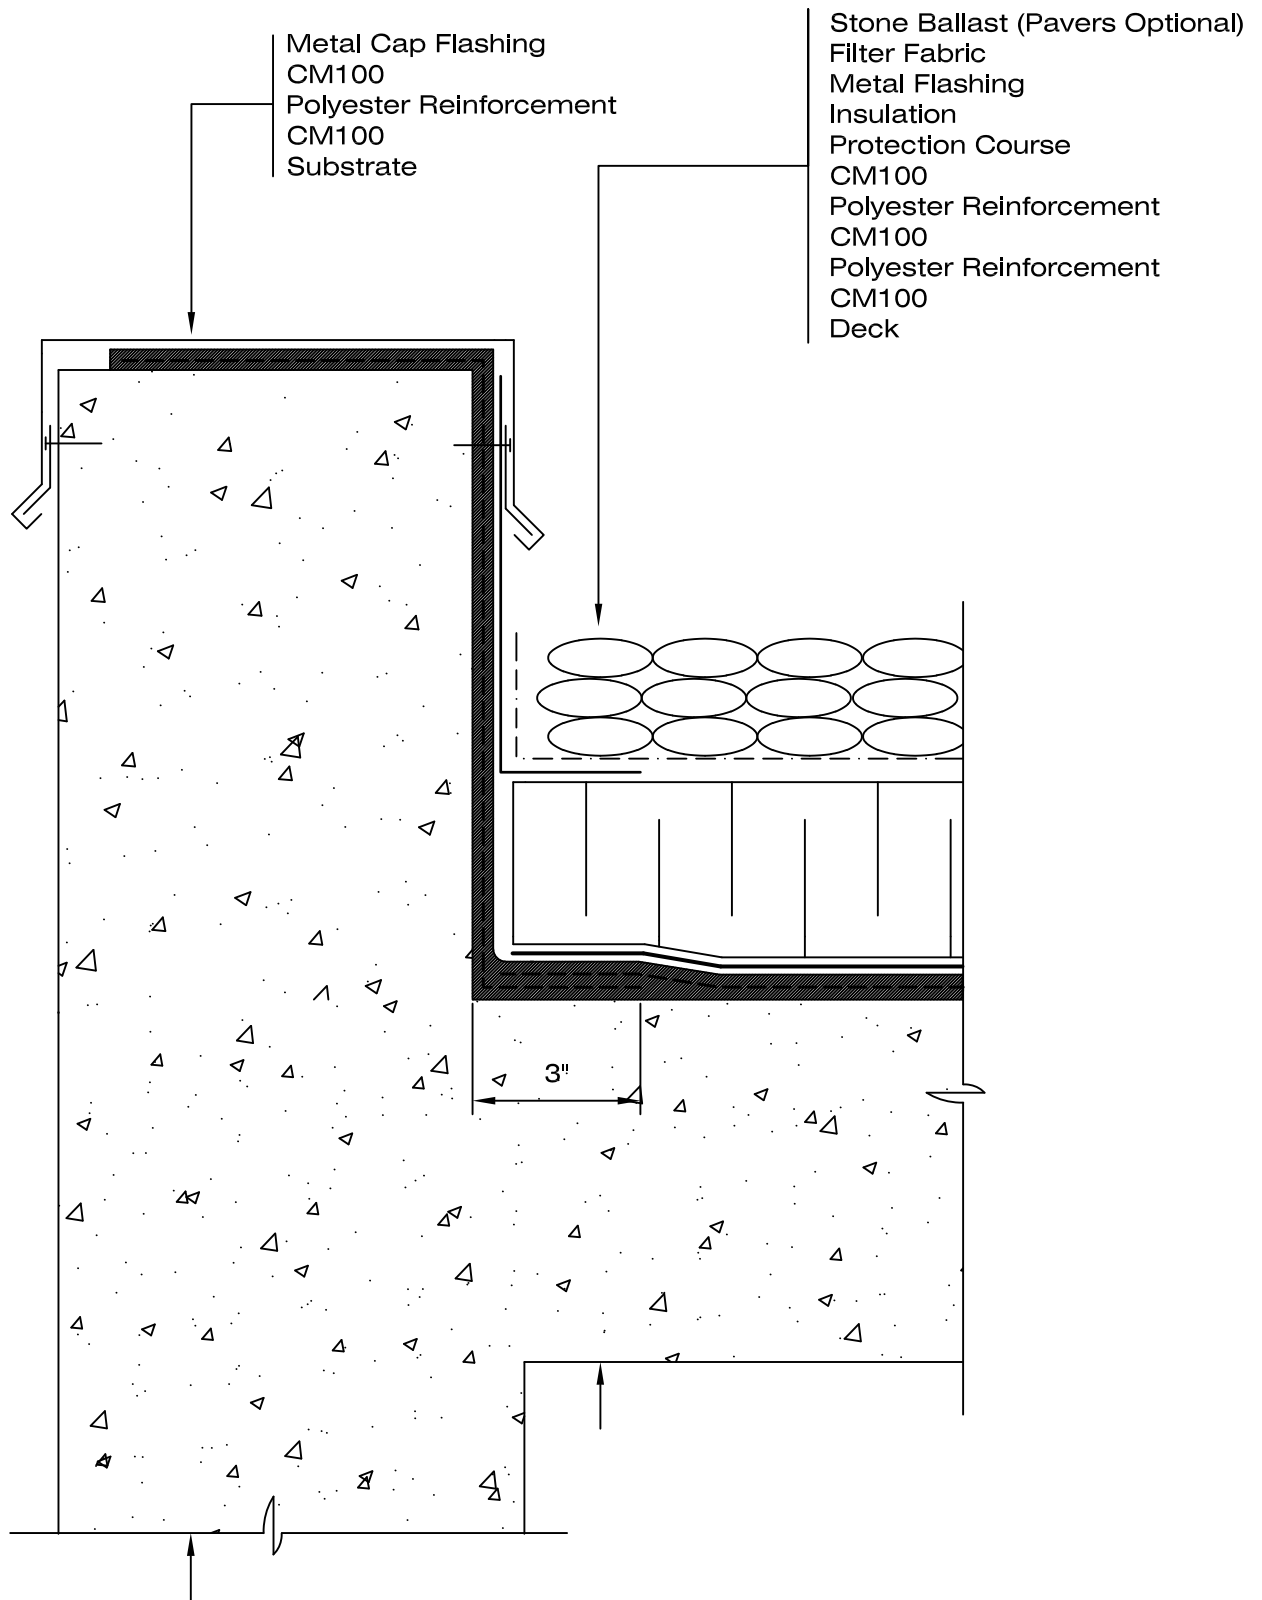 Metal Cap Flashing
CM100
Polyester Reinforcement
CM100
Substrate
Stone Ballast (Pavers Optional)
Filter Fabric
Metal Flashing
Insulation
Protection Course
CM100
Polyester Reinforcement
CM100
Polyester Reinforcement
CM100
Deck
3"